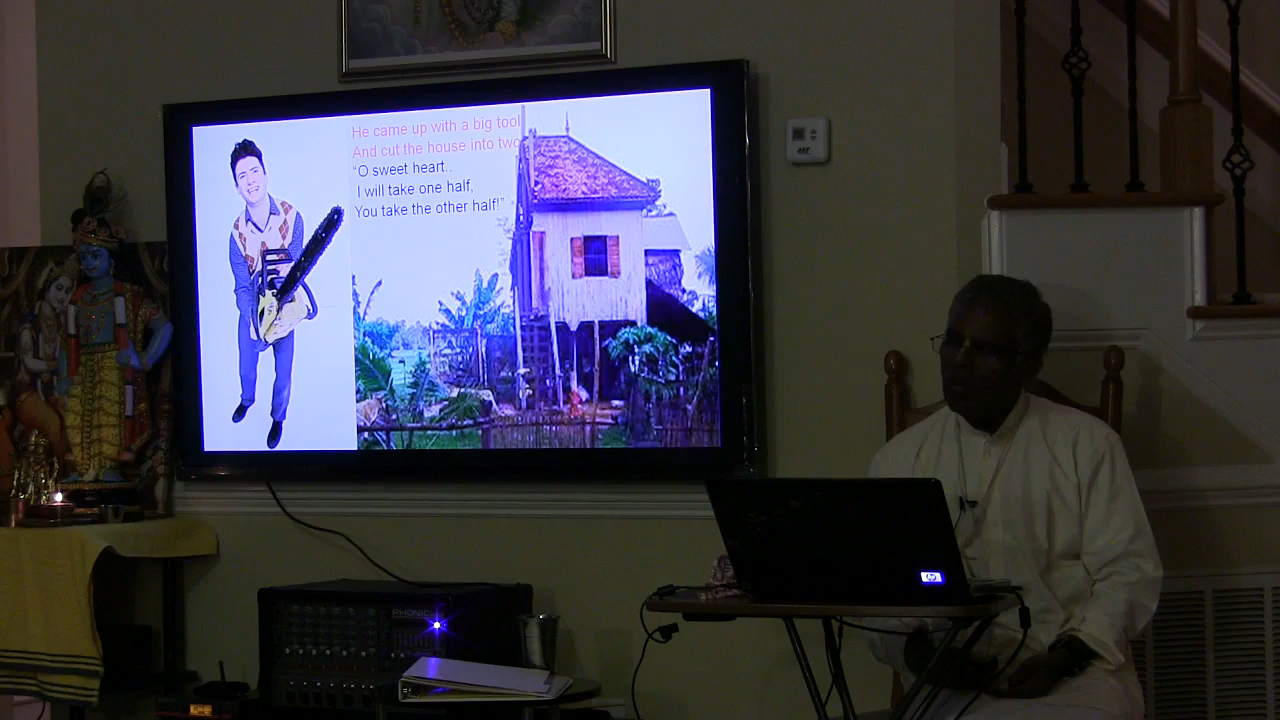 He came up with a big tool
And cut the house into two
“O sweet heart..
I will take one half,
You take the other half!”
PHONIC
hp